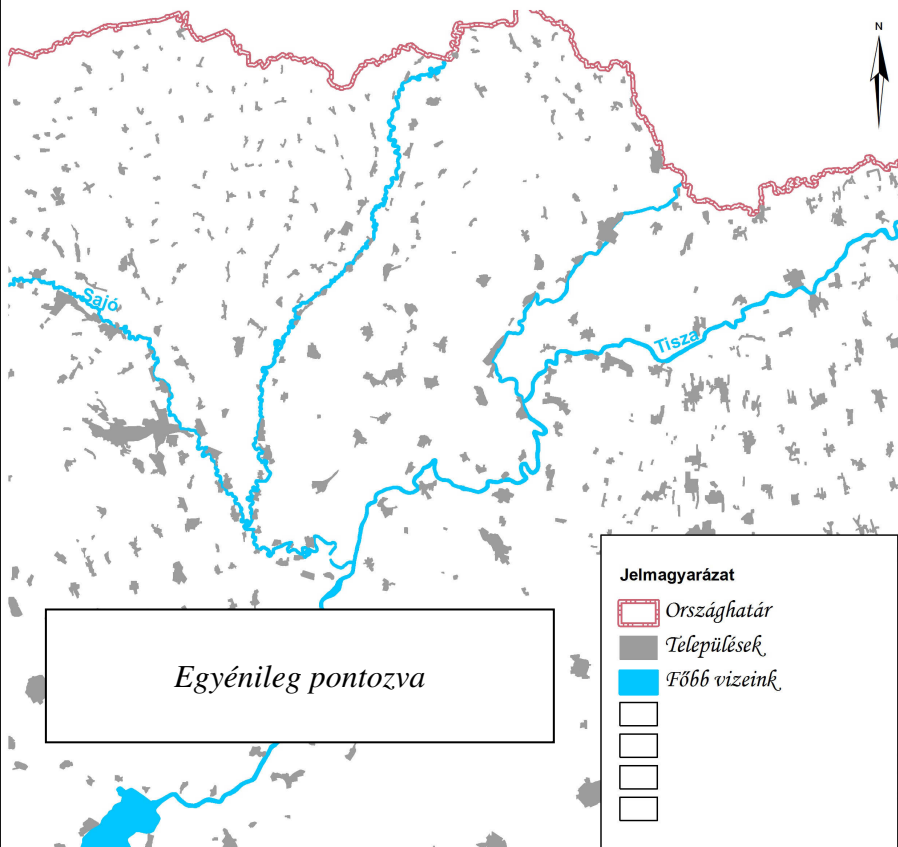 N
Sajó
Tisza
Jelmagyarázat
Országhatár
Települések
Főbb vizeink
Egyénileg pontozva